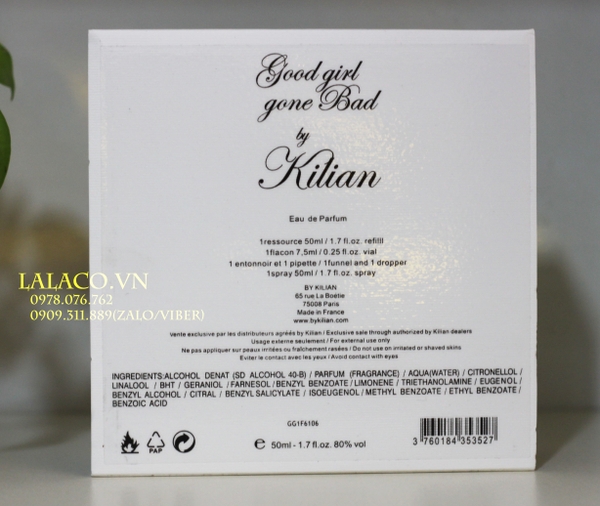 Good girl
gone Bad
by
Kilian
Eau de Parfum
1ressource 50ml / 1.7 fl.oz. refilll
1flacon 7,5ml / 0.25 fl.oz. vial
1 entonnoir et 1 pipette / 1funnel and 1 dropper
1spray 50ml / 1.7 fl.oz. spray
LALACO.VN
0978.076.762
0909.311.889(ZALO/VIBER)
BY KILIAN
65 rue La Boetie
75008 Paris
Made in France
www.bykilian.com
Vente exclusive par les distributeurs agreés by Kilian / Exclusive sale through authorized by Kilian dealers
Usage externe seulement / For external use only
Ne pas appliquer sur peaux irritées ou fraîchement rasées / Do not use on irritated or shaved skins
Eviter le contact avec les yeux / Avoid contact with eyes
INGREDIENTS:ALCOHOL DENAT (SD ALCOHOL 40-B) / PARFUM (FRAGRANCE) / AQUA(WATER) / CITRONELLOL /
LINALOOL / BHT / GERANIOL / FARNESOL / BENZYL BENZOATE / LIMONENE / TRIETHANOLAMINE / EUGENOL /
BENZYL ALCOHOL / CITRAL / BENZYL SALICYLATE / ISOEUGENOL / METHYL BENZOATE / ETHYL BENZOATE /
BENZOIC ACID
GG1F6106
PAP
e 50ml - 1.7 fl.oz. 80% vol
3 760184 353527